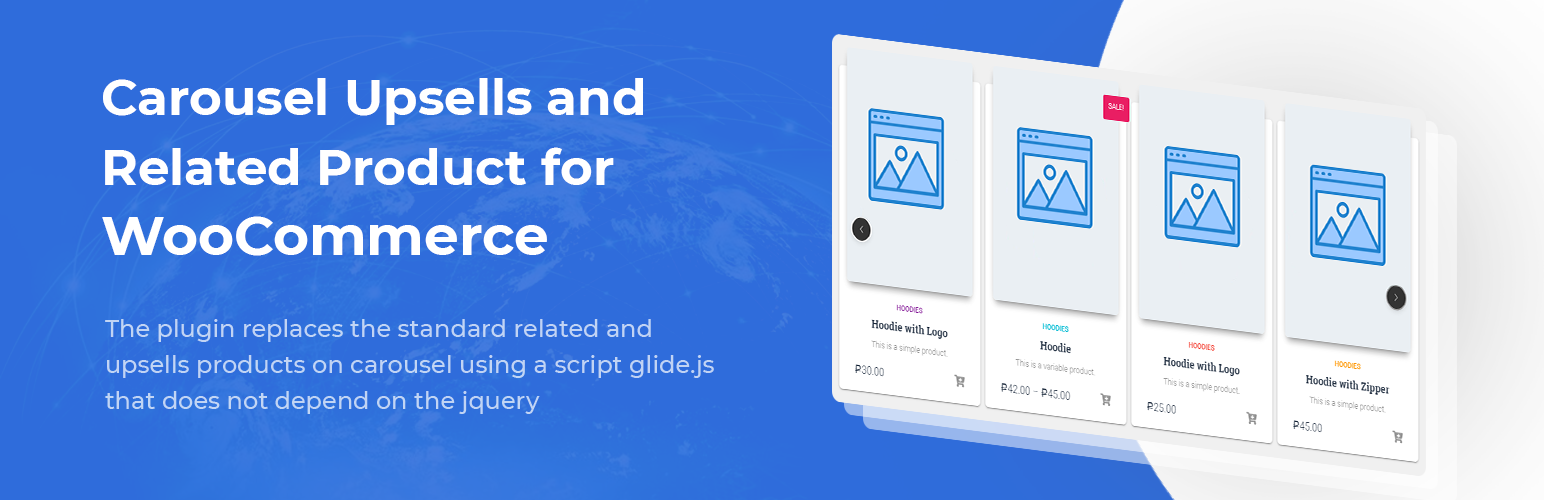 Carousel Upsells and
Related Product for
WooCommerce
The plugin replaces the standard related and
upsells products on carousel using a script glide.js
that does not depend on the jquery
HOODIES
Hoodie with Logo
This is a simple product.
₽30.00
SALE!
HOODIES
Hoodie
This is a variable product.
₽42.00 – ₽45.00
HOODIES
Hoodie with Logo
This is a simple product.
₽25.00
HOODIES
Hoodie with Zipper
This is a simple product.
₽45.00